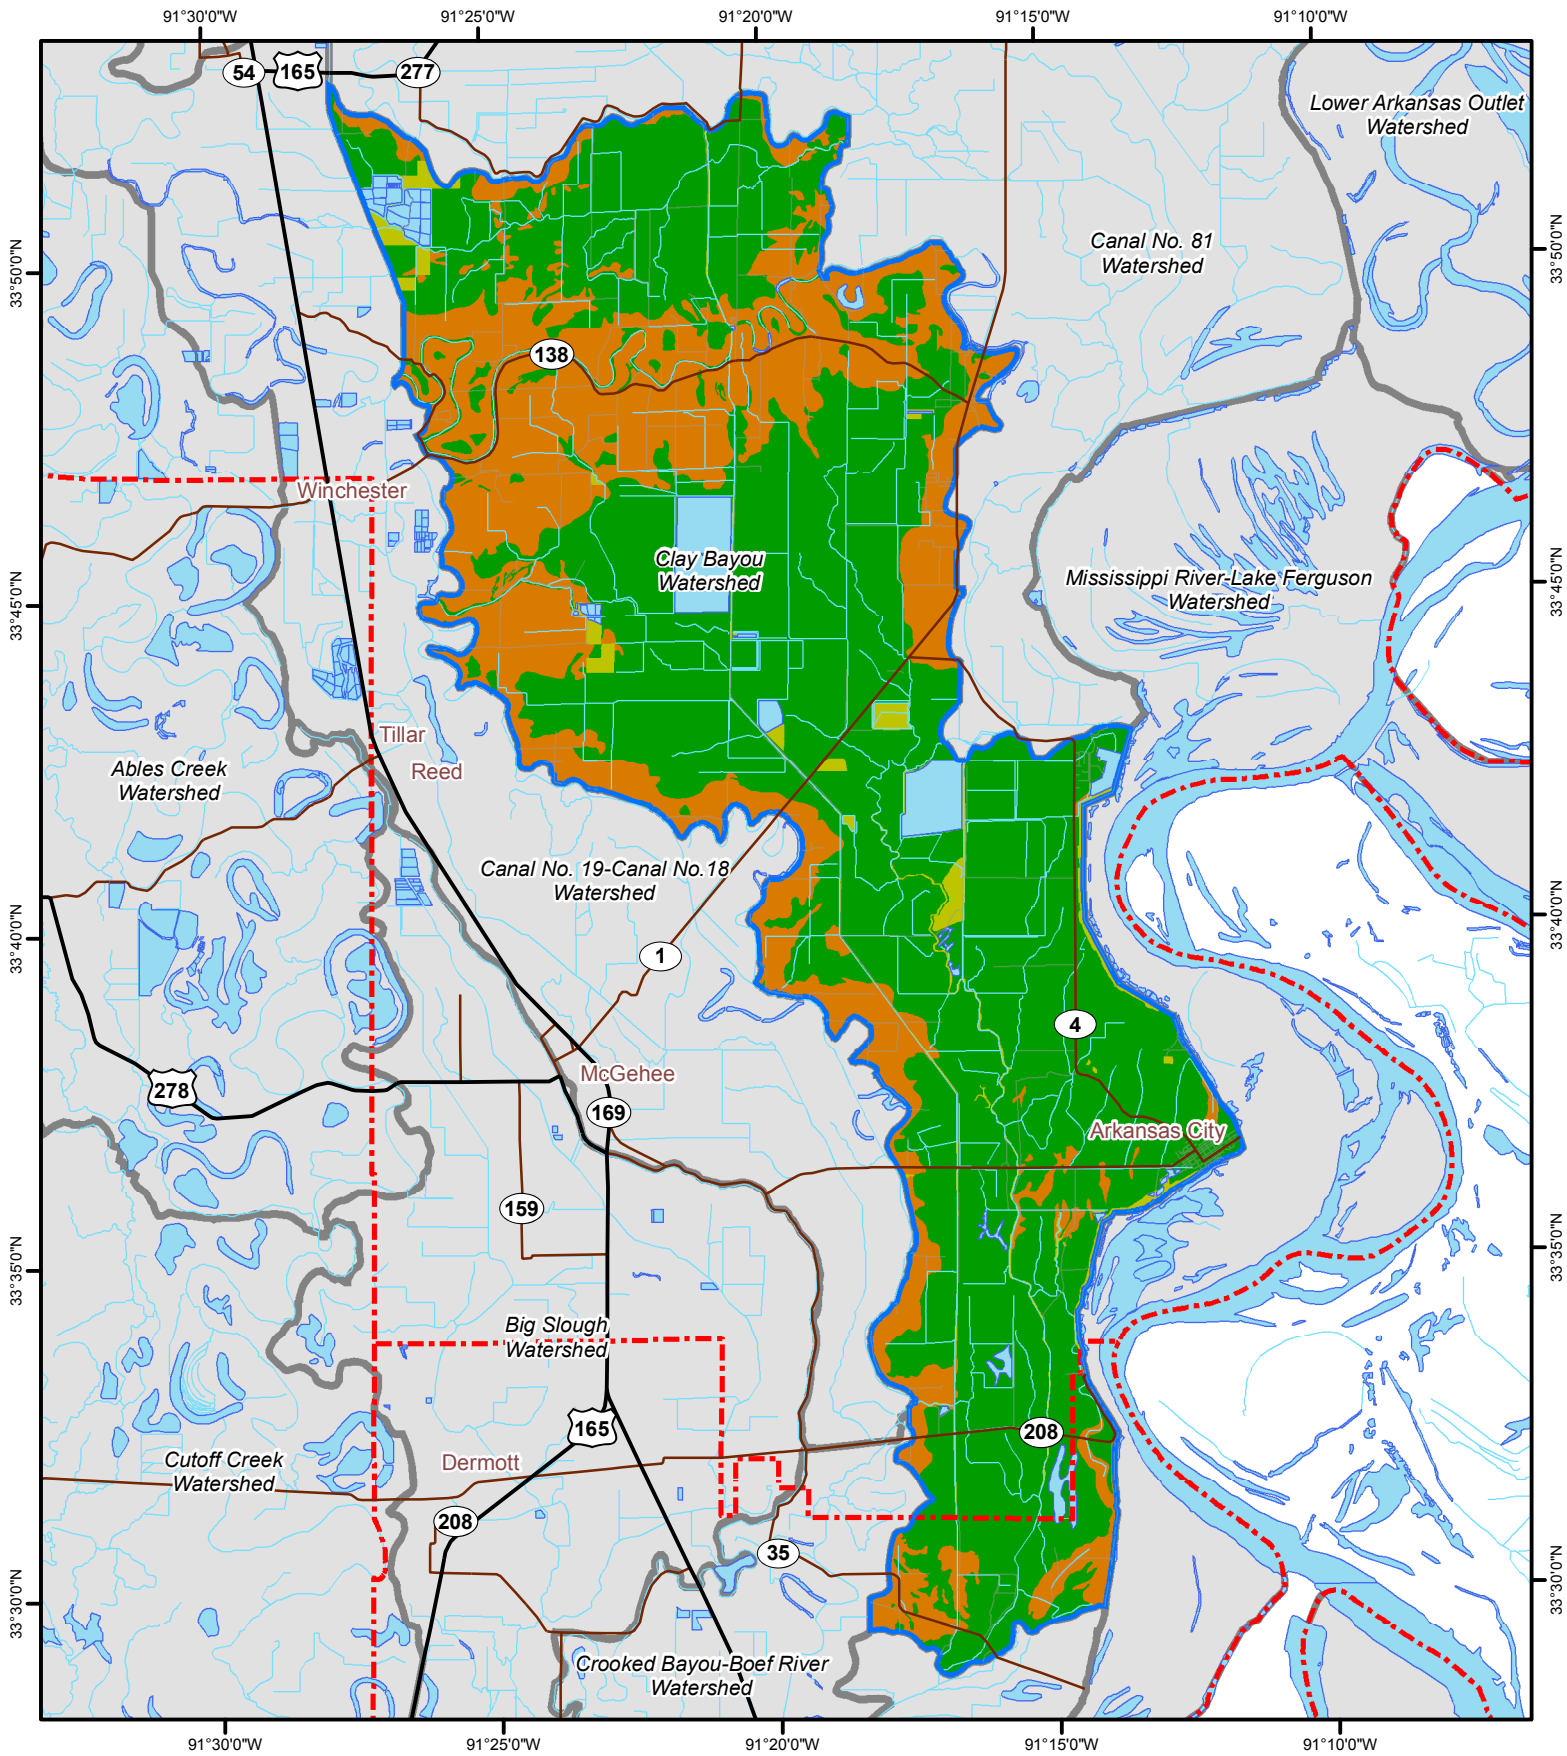 91°30'0"W
91°25'0"W
91°20'0"W
91°15'0"W
91°10'0"W
54
165
277
Lower Arkansas Outlet
Watershed
Canal No. 81
Watershed
33°50'0"N
33°50'0"N
138
Winchester
Clay Bayou
Watershed
Mississippi River-Lake Ferguson
Watershed
33°45'0"N
33°45'0"N
Tillar
Reed
Ables Creek
Watershed
Canal No. 19-Canal No.18
Watershed
33°40'0"N
33°40'0"N
1
4
McGehee
278
169
Arkansas City
159
33°35'0"N
33°35'0"N
Big Slough
Watershed
165
208
Dermott
Cutoff Creek
Watershed
208
35
33°30'0"N
33°30'0"N
Crooked Bayou-Boef River
Watershed
91°30'0"W
91°25'0"W
91°20'0"W
91°15'0"W
91°10'0"W